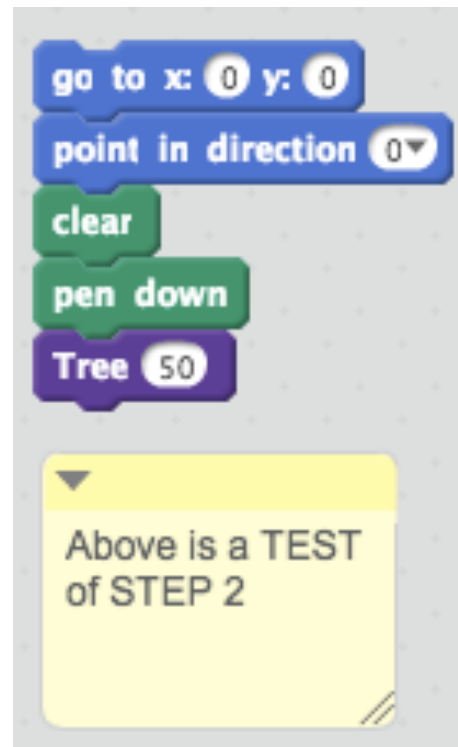 go to x: 0 y: 0
point in direction 0
clear
pen down
Tree 50
Above is a TEST
of STEP 2